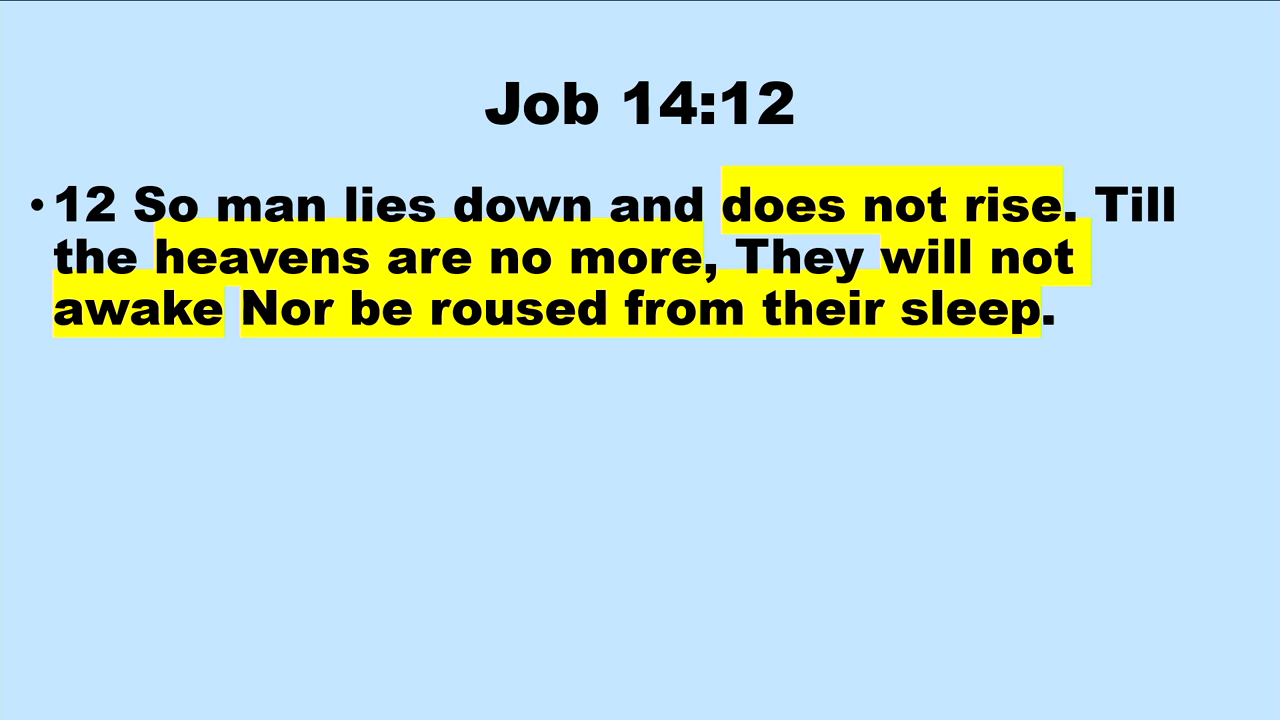 Job 14:12
• 12 So man lies down and does not rise. Till
the heavens are no more, They will not
awake Nor be roused from their sleep.